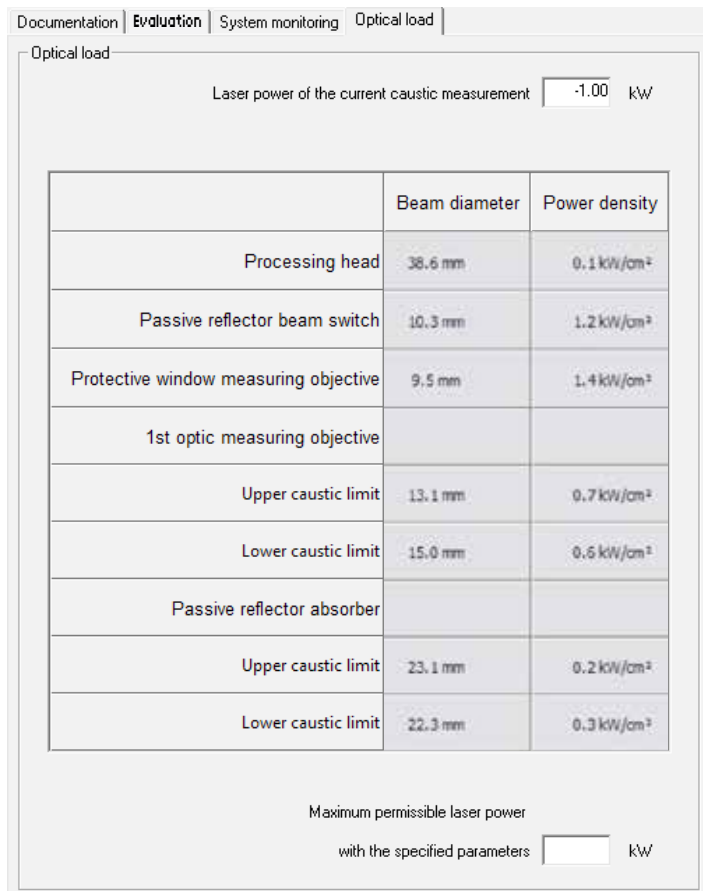 Documentation Evaluation System monitoring Optical load
Optical load
Laser power of the current caustic measurement -1.00 kW
Beam diameter Power density
Processing head 38.6 mm 0.1 kW/cm²
Passive reflector beam switch 10.3 mm 1.2 kW/cm²
Protective window measuring objective 9.5 mm 1.4 kW/cm²
1st optic measuring objective
Upper caustic limit 13.1 mm 0.7 kW/cm²
Lower caustic limit 15.0 mm 0.6 kW/cm²
Passive reflector absorber
Upper caustic limit 23.1 mm 0.2 kW/cm²
Lower caustic limit 22.3 mm 0.3 kW/cm²
Maximum permissible laser power
with the specified parameters kW